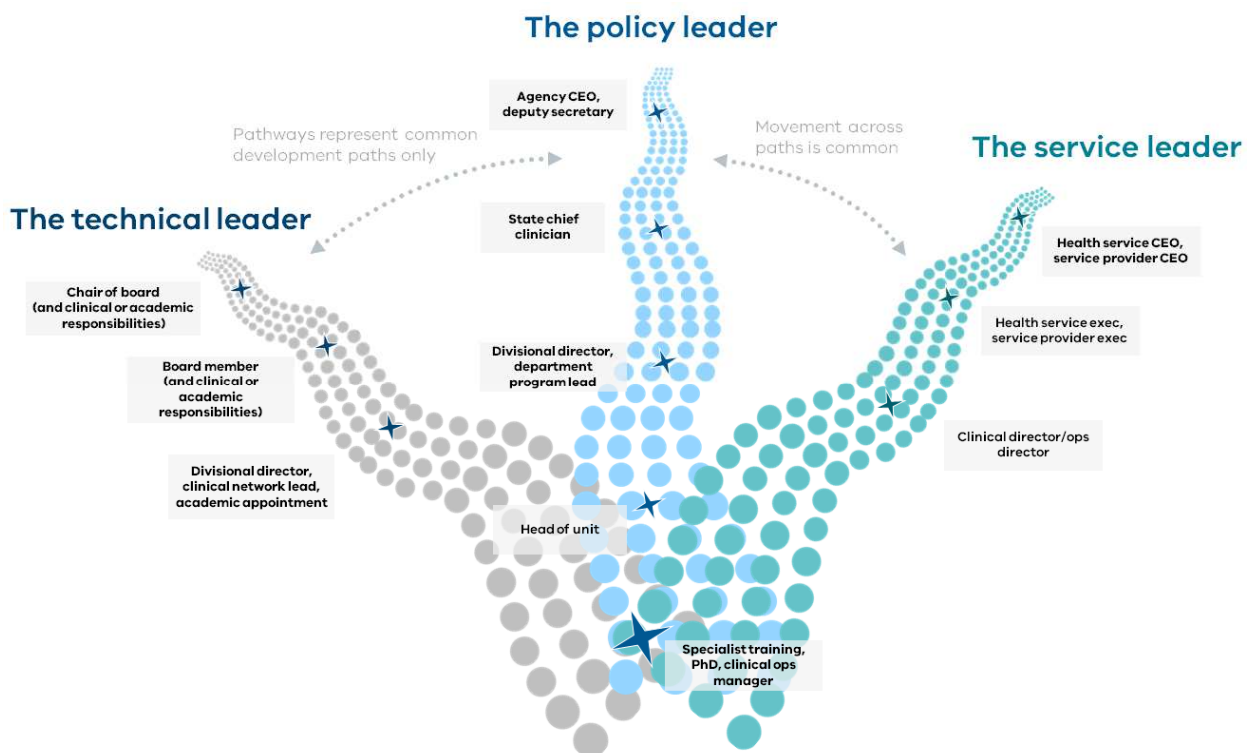 The policy leader
Agency CEO,
deputy secretary
Pathways represent common
development paths only
Movement across
paths is common
The service leader
The technical leader
State chief
clinician
Health service CEO,
service provider CEO
Chair of board
(and clinical or academic
responsibilities)
Health service exec,
service provider exec
Board member
(and clinical or
academic
responsibilities)
Divisional director,
department
program lead
Clinical director/ops
director
Divisional director,
clinical network lead,
academic appointment
Head of unit
Specialist training,
PhD, clinical ops
manager